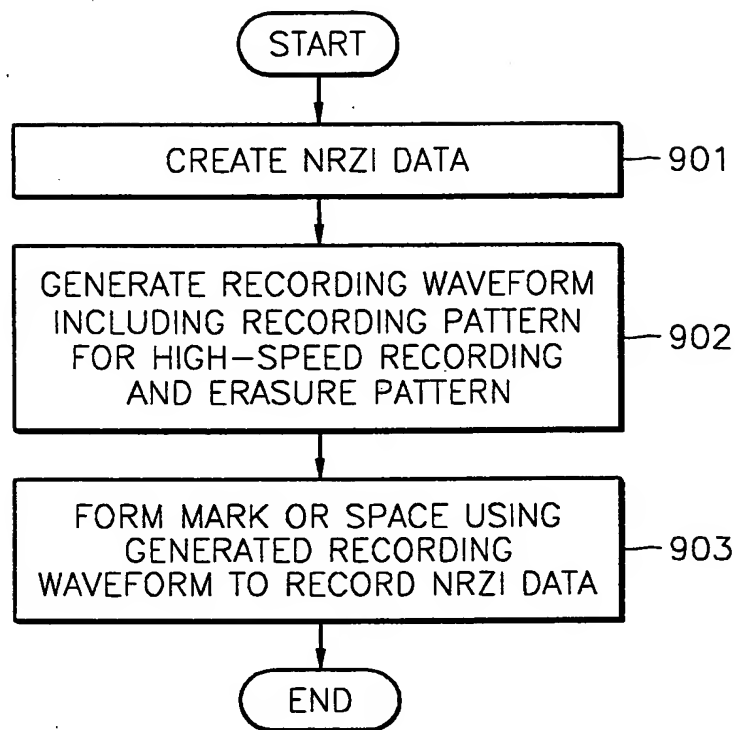 START
CREATE NRZI DATA
901
GENERATE RECORDING WAVEFORM
INCLUDING RECORDING PATTERN
FOR HIGH-SPEED RECORDING
AND ERASURE PATTERN
902
FORM MARK OR SPACE USING
GENERATED RECORDING
WAVEFORM TO RECORD NRZI DATA
903
END